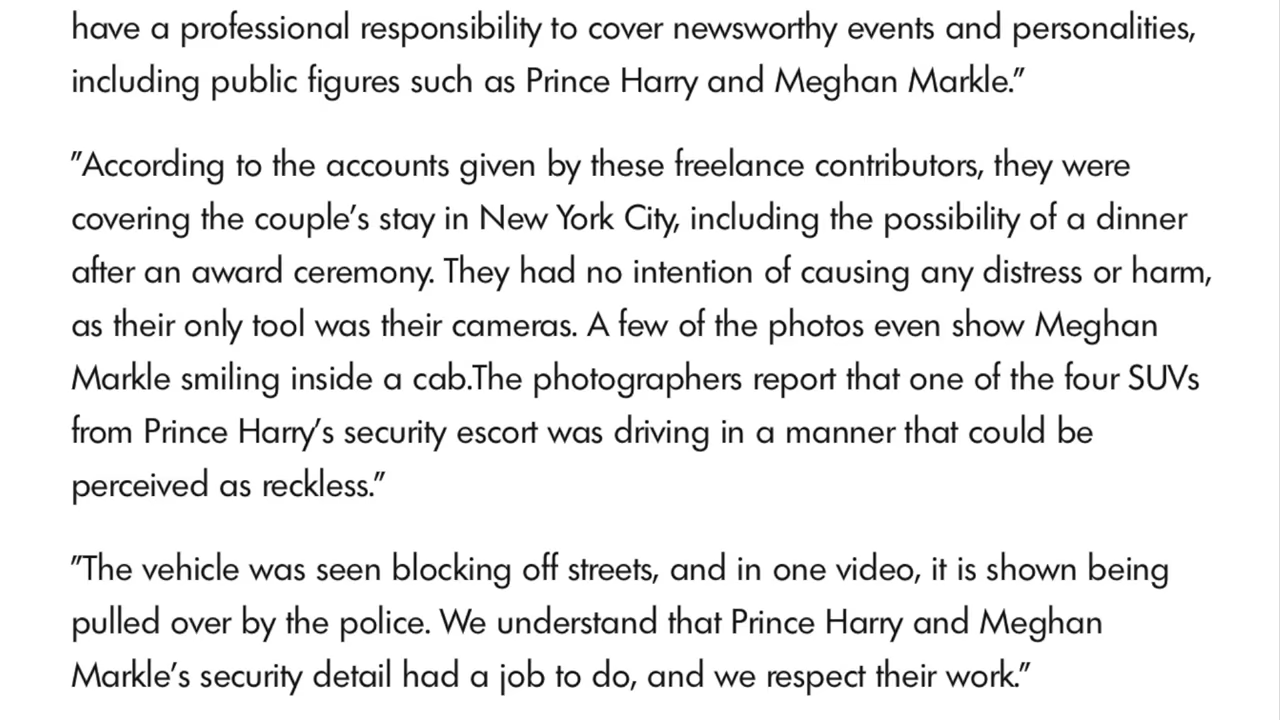 have a professional responsibility to cover newsworthy events and personalities,
including public figures such as Prince Harry and Meghan Markle.”
"According to the accounts given by these freelance contributors, they were
covering the couple’s stay in New York City, including the possibility of a dinner
after an award ceremony. They had no intention of causing any distress or harm,
as their only tool was their cameras. A few of the photos even show Meghan
Markle smiling inside a cab.The photographers report that one of the four SUVs
from Prince Harry’s security escort was driving in a manner that could be
perceived as reckless.”
"The vehicle was seen blocking off streets, and in one video, it is shown being
pulled over by the police. We understand that Prince Harry and Meghan
Markle’s security detail had a job to do, and we respect their work.”